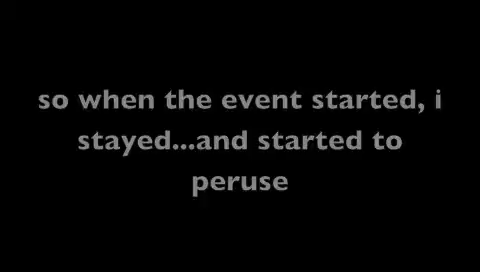 so when the event started, i
stayed...and started to
peruse